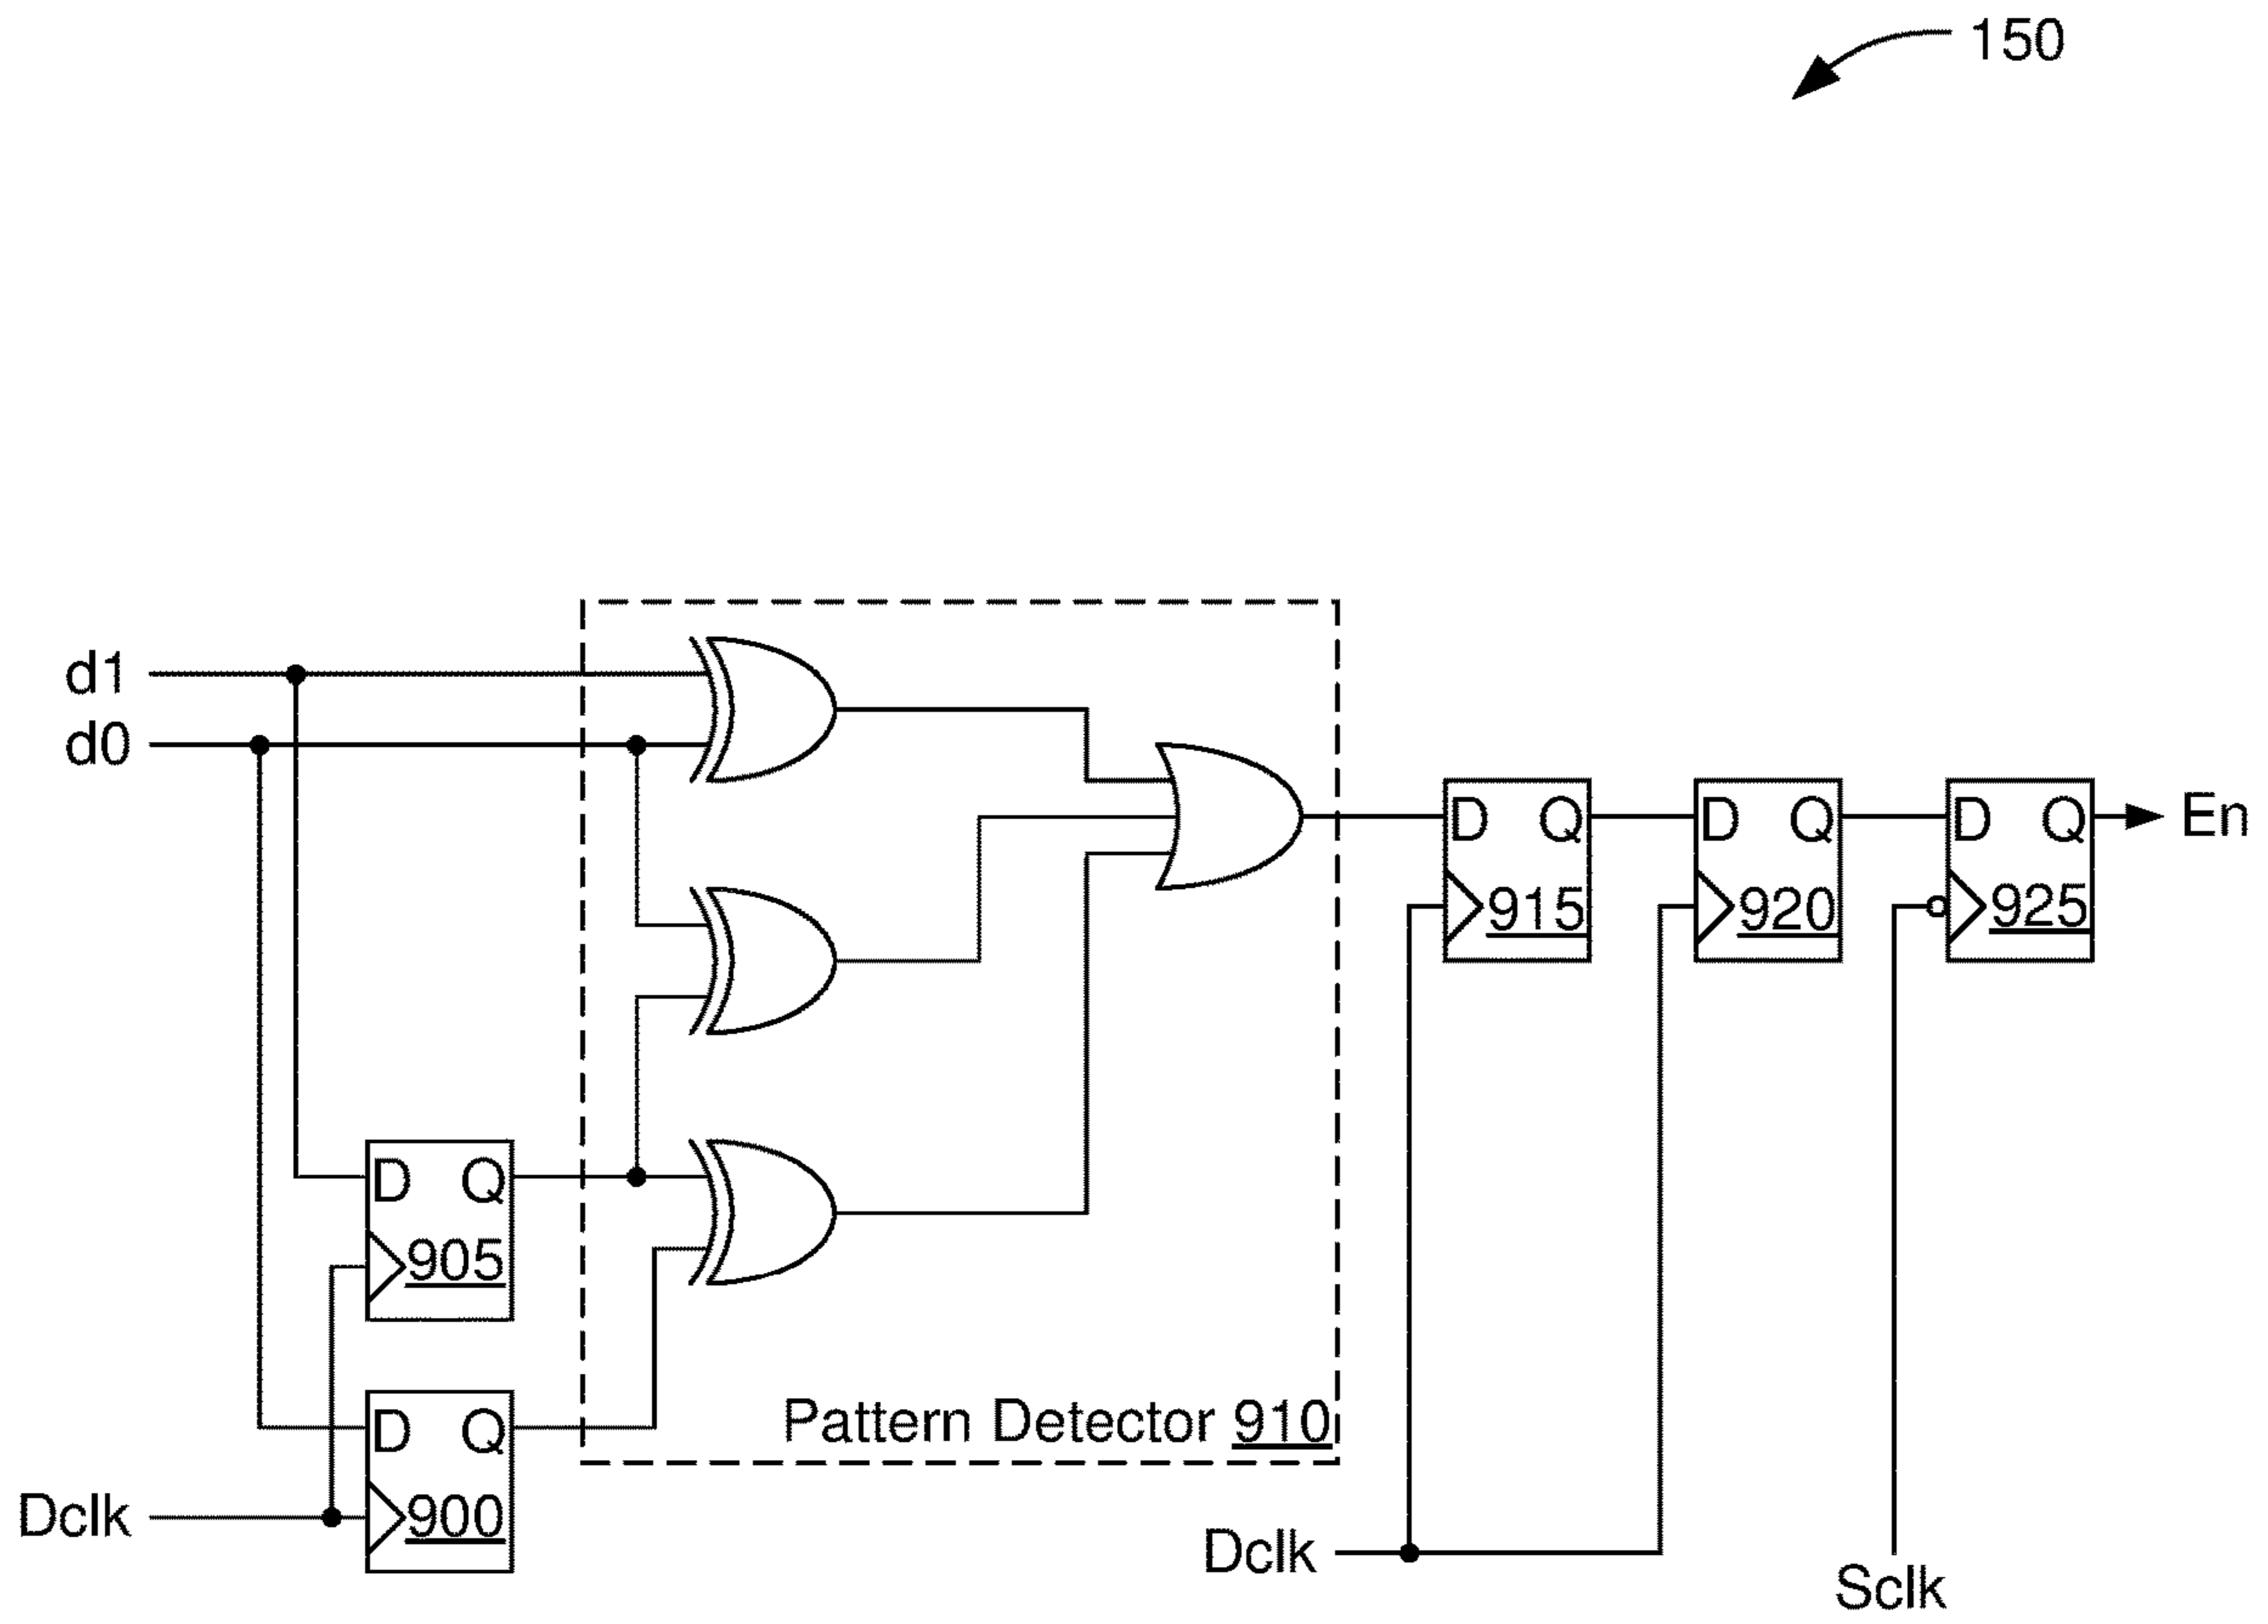 150
d1
d0
D Q
915
D Q
920
D Q
925
En
D Q
905
D Q
900
Pattern Detector 910
Dclk
Dclk
Sclk